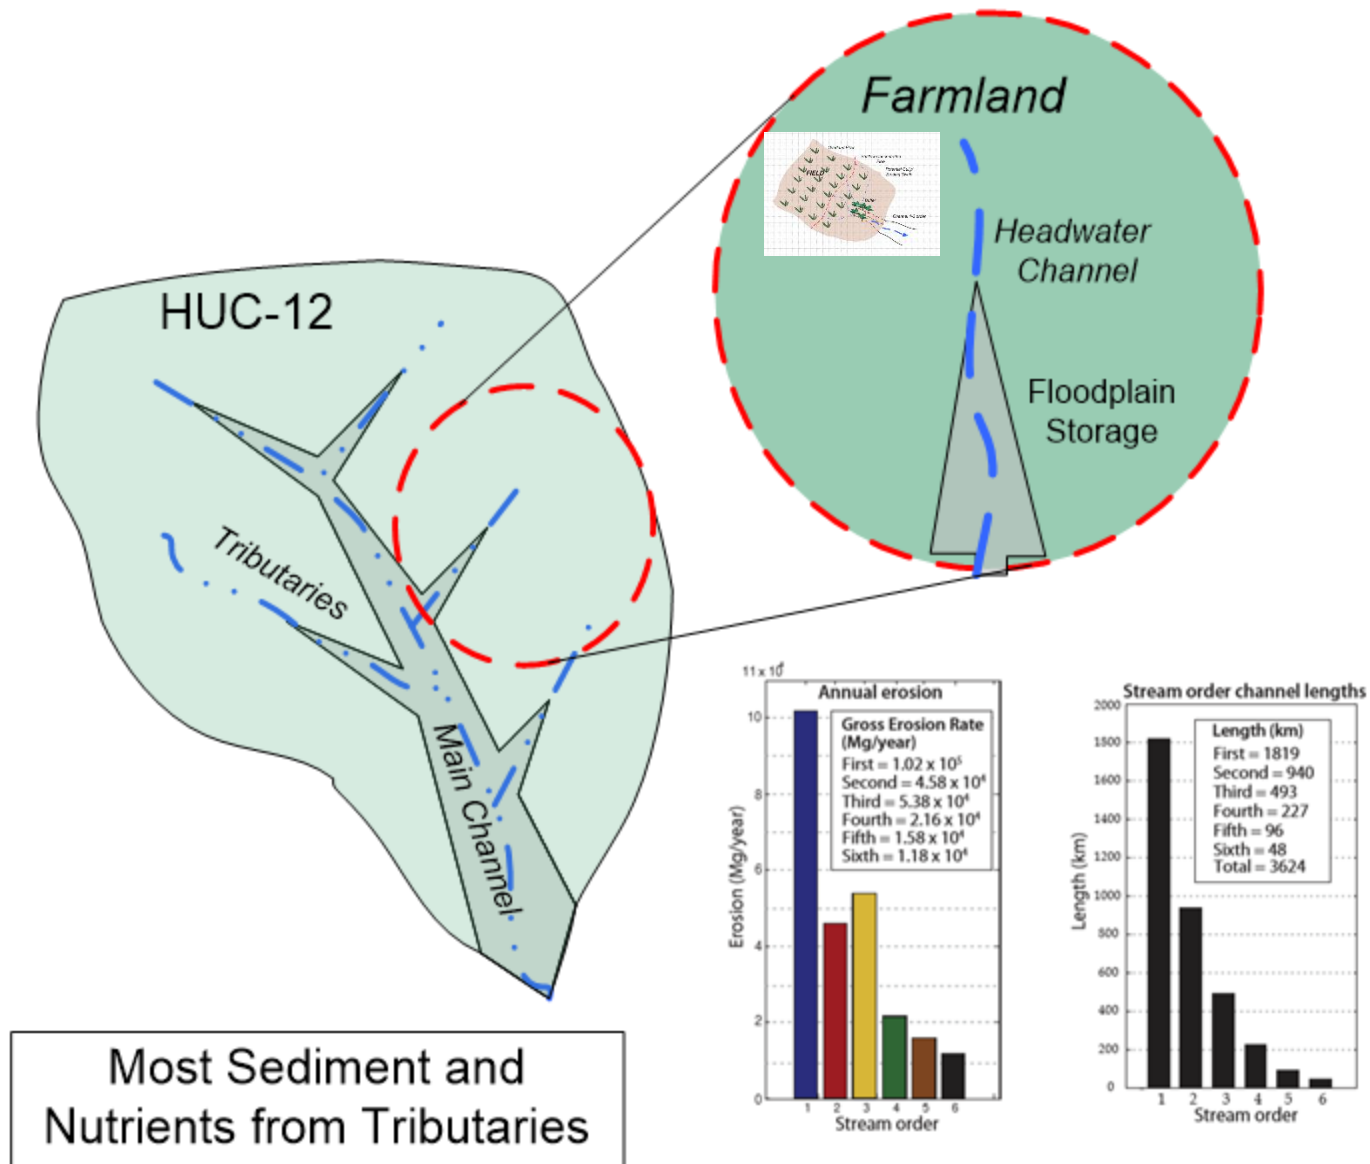 HUC-12
Tributaries
Main Channel
Farmland
FIELD
Headwater
Channel
Floodplain
Storage
Most Sediment and
Nutrients from Tributaries
11 x 10⁴
Annual erosion
Gross Erosion Rate
(Mg/year)
First = 1.02 x 10⁵
Second = 4.58 x 10⁴
Third = 5.38 x 10⁴
Fourth = 2.16 x 10⁴
Fifth = 1.58 x 10⁴
Sixth = 1.18 x 10⁴
Erosion (Mg/year)
10
8
6
4
2
0
1 2 3 4 5 6
Stream order
Stream order channel lengths
Length (km)
First = 1819
Second = 940
Third = 493
Fourth = 227
Fifth = 96
Sixth = 48
Total = 3624
Length (km)
2000
1800
1600
1400
1200
1000
800
600
400
200
0
1 2 3 4 5 6
Stream order